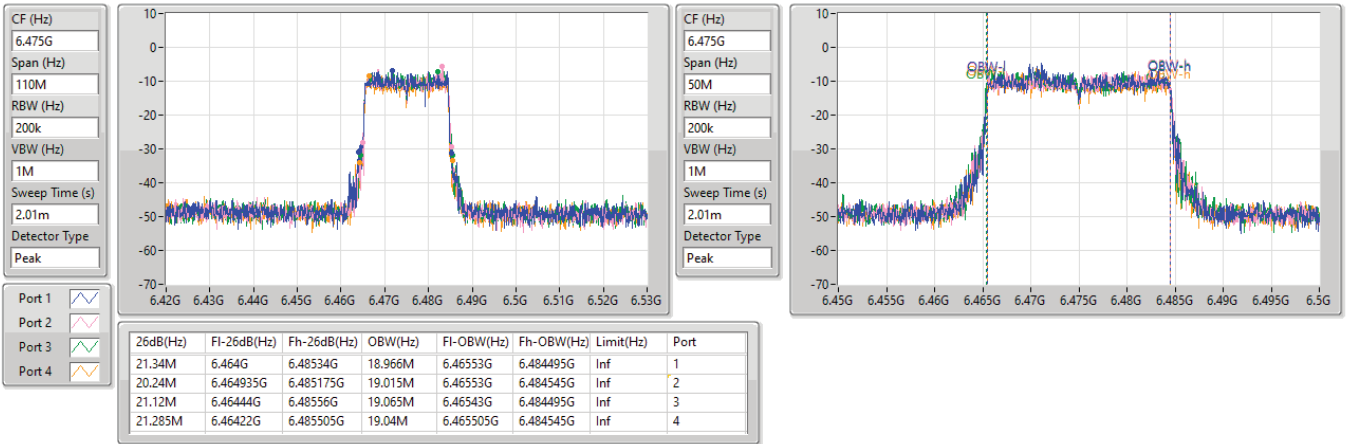 CF (Hz)
6.475G
Span (Hz)
110M
RBW (Hz)
200k
VBW (Hz)
1M
Sweep Time (s)
2.01m
Detector Type
Peak
10
0
-10
-20
-30
-40
-50
-60
-70
6.42G 6.43G 6.44G 6.45G 6.46G 6.47G 6.48G 6.49G 6.5G 6.51G 6.52G 6.53G
CF (Hz)
6.475G
Span (Hz)
50M
RBW (Hz)
200k
VBW (Hz)
1M
Sweep Time (s)
2.01m
Detector Type
Peak
10
0
-10
-20
-30
-40
-50
-60
-70
OBW-l OBW-h
6.45G 6.455G 6.46G 6.465G 6.47G 6.475G 6.48G 6.485G 6.49G 6.495G 6.5G
Port 1
Port 2
Port 3
Port 4
26dB(Hz) Fl-26dB(Hz) Fh-26dB(Hz) OBW(Hz) Fl-OBW(Hz) Fh-OBW(Hz) Limit(Hz) Port
21.34M 6.464G 6.48534G 18.966M 6.46553G 6.484495G Inf 1
20.24M 6.464935G 6.485175G 19.015M 6.46553G 6.484545G Inf 2
21.12M 6.46444G 6.48556G 19.065M 6.46543G 6.484495G Inf 3
21.285M 6.46422G 6.485505G 19.04M 6.465505G 6.484545G Inf 4